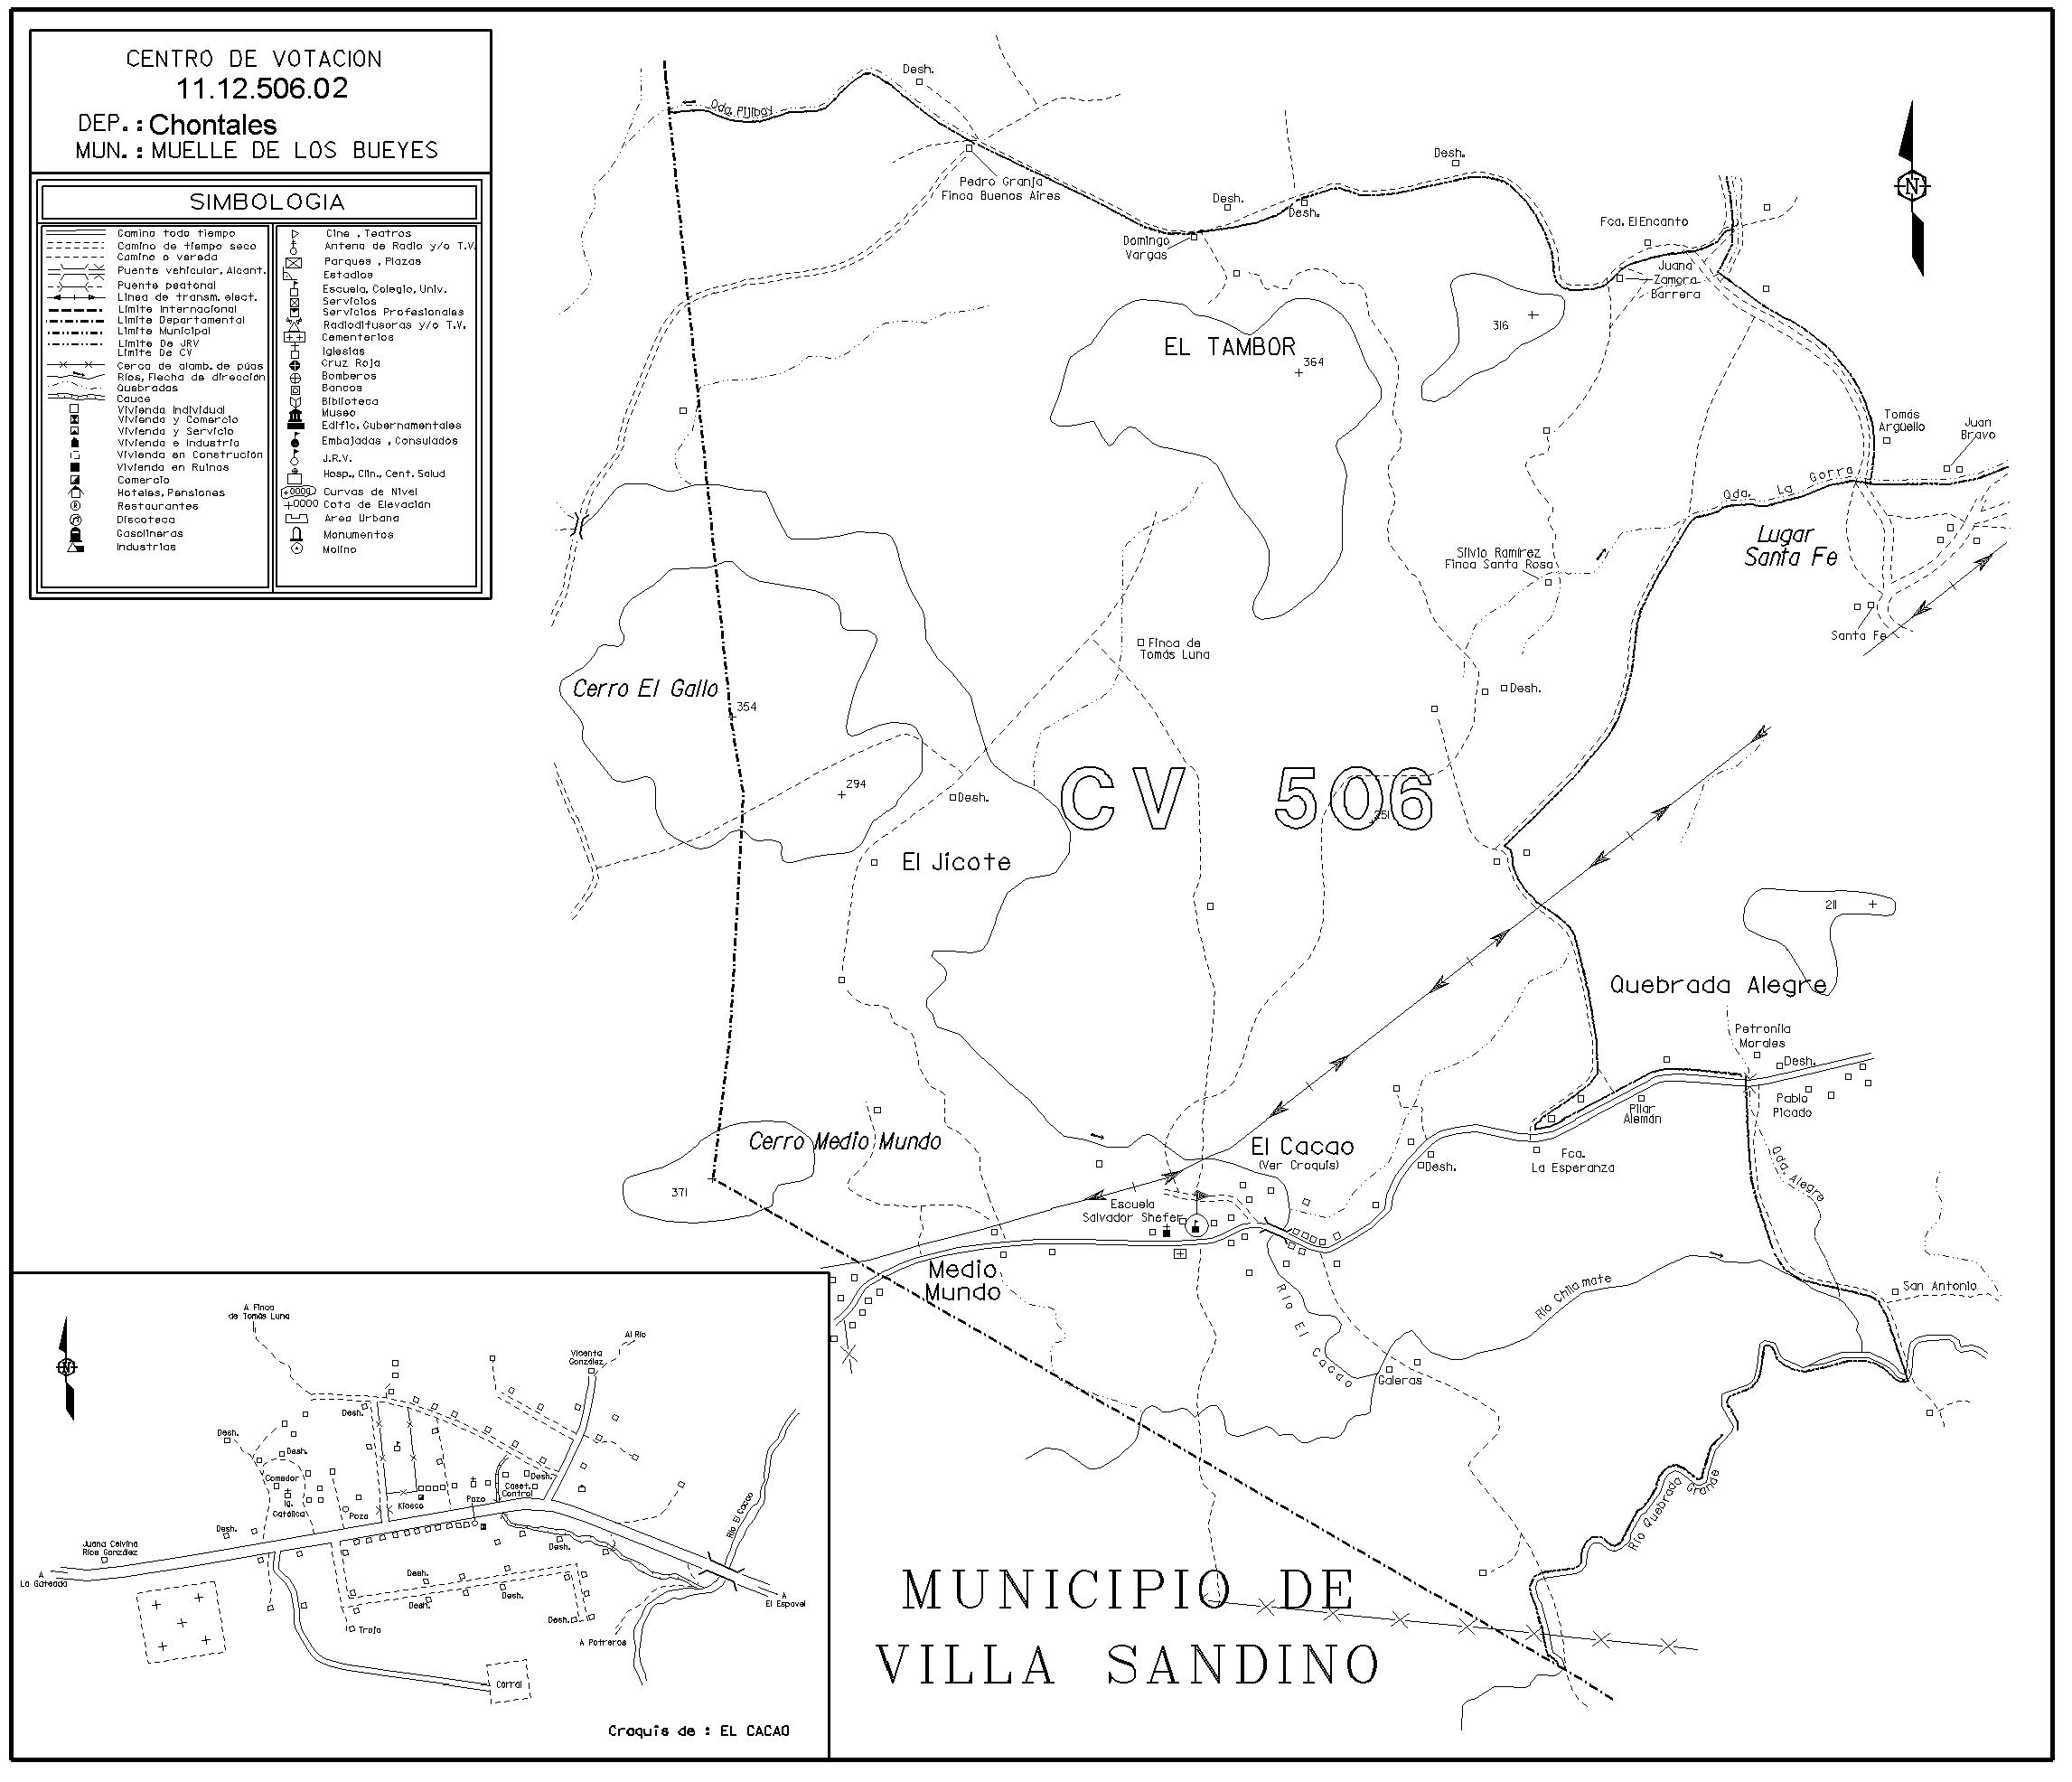 CENTRO DE VOTACION
11.12.506.02
DEP.: Chontales
MUN.: MUELLE DE LOS BUEYES
SIMBOLOGIA
Camino todo tiempo
Camino de tiempo seco
Camino o vereda
Puente vehicular, Alcant.
Puente peatonal
Linea de transm. elect.
Limite Internacional
Limite Departamental
Limite Municipal
Limite De JRV
Limite De CV
Cerca de alamb. de púas
Ríos, Flecha de dirección
Quebradas
Cauce
Vivienda Individual
Vivienda y Comercio
Vivienda y Servicio
Vivienda e Industria
Vivienda en Construción
Vivienda en Ruinas
Comercio
Hoteles, Pensiones
Restaurantes
Discoteca
Gasolineras
Industrias
Cine , Teatros
Antena de Radio y/o T.V.
Parques , Plazas
Estadios
Escuela, Colegio, Univ.
Servicios
Servicios Profesionales
Radiodifusoras y/o T.V.
Cementerios
Iglesias
Cruz Roja
Bomberos
Bancos
Biblioteca
Museo
Edific. Gubernamentales
Embajadas , Consulados
J.R.V.
Hosp., Clin., Cent. Salud
+0000 Curvas de Nivel
+0000 Cota de Elevación
Area Urbana
Monumentos
Molino
Desh.
Qda. Pijibay
N
Desh.
Pedro Granja
Finca Buenos Aires
Desh.
Desh.
Fca. El Encanto
Domingo
Vargas
Juana
Zamora
Barrera
316
EL TAMBOR
364
Tomás
Argüello
Juan
Bravo
Qda. La Gorra
Lugar
Santa Fe
Silvio Ramírez
Finca Santa Rosa
Santa Fe
Finca de
Tomás Luna
Cerro El Gallo
Desh.
354
294
Desh.
CV 506
251
El Jícote
211
Quebrada Alegre
Petronila
Morales
Desh.
Pablo
Picado
Pilar
Alemán
Cerro Medio Mundo
El Cacao
(Ver Croquis)
Desh.
Fca.
La Esperanza
371
Escuela
Salvador Shefer
Qda. Alegre
Medio
Mundo
Río El Cacao
Río Chilamate
San Antonio
Galeras
Río Quebrada Grande
MUNICIPIO DE
VILLA SANDINO
N
A Finca
de Tomás Luna
Al Río
Vicenta
González
Desh.
Desh.
Desh.
Comedor
Ig.
Católica
Desh.
Caset.
Control
Pozo
Kiosco
Pozo
Desh.
Río El Cacao
Juana Celvina
Ríos González
Desh.
A
La Gateada
Desh.
Desh.
Desh.
A
El Espavel
Desh.
Troja
A Potreros
Corral
Croquis de : EL CACAO